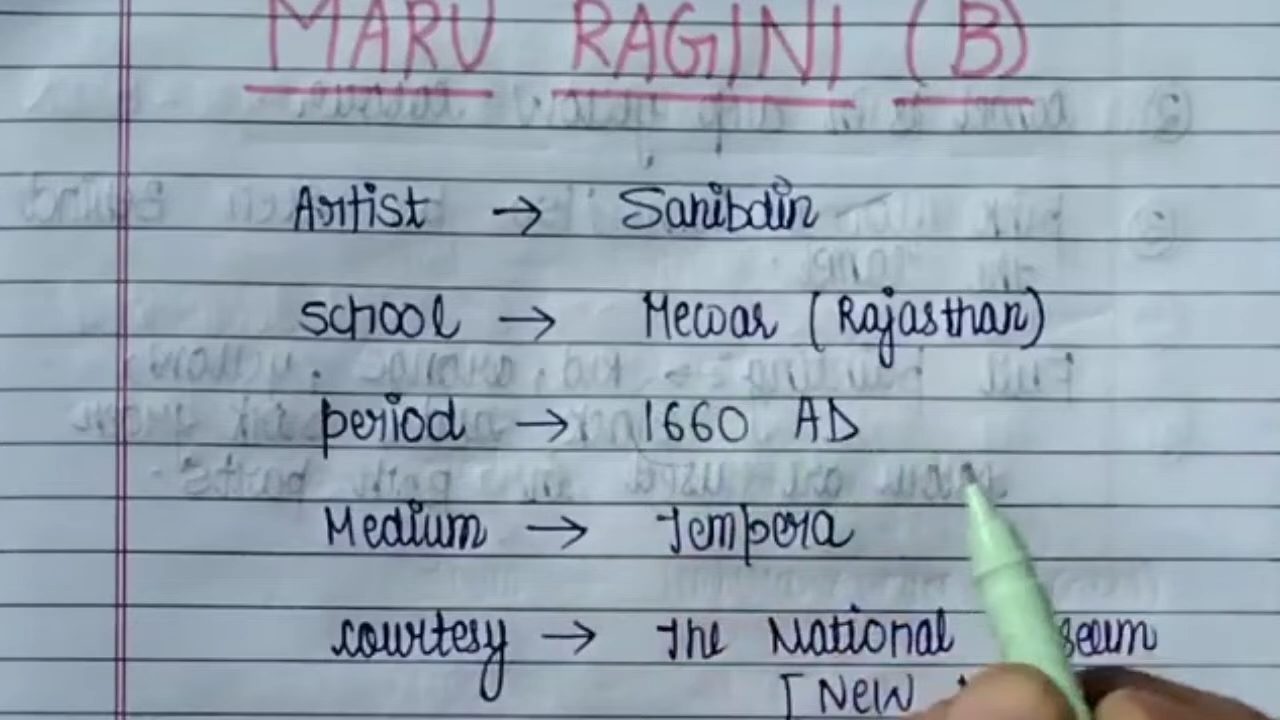 MARU RAGINI (B)
Artist → Sahibdin
school → Mewar (Rajasthan)
period → 1660 AD
Medium → Tempera
courtesy → The National
[New